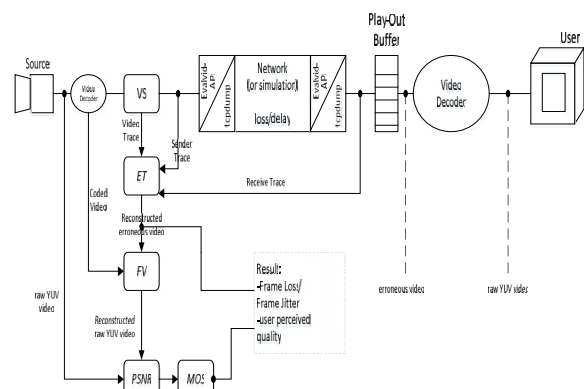 Source
Video
Decoder
VS
Evalvid-
API
tcpdump
Network
(or simulation)
loss/delay
Evalvid-
API
tcpdump
Play-Out
Buffer
Video
Decoder
User
Video
Trace
Sender
Trace
ET
Receive Trace
Coded
Video
Reconstructed
erroneous video
FV
raw YUV
video
Reconstructed
raw YUV video
Result:
-Frame Loss/
Frame Jitter
-user perceived
quality
erroneous video
raw YUV video
PSNR
MOS